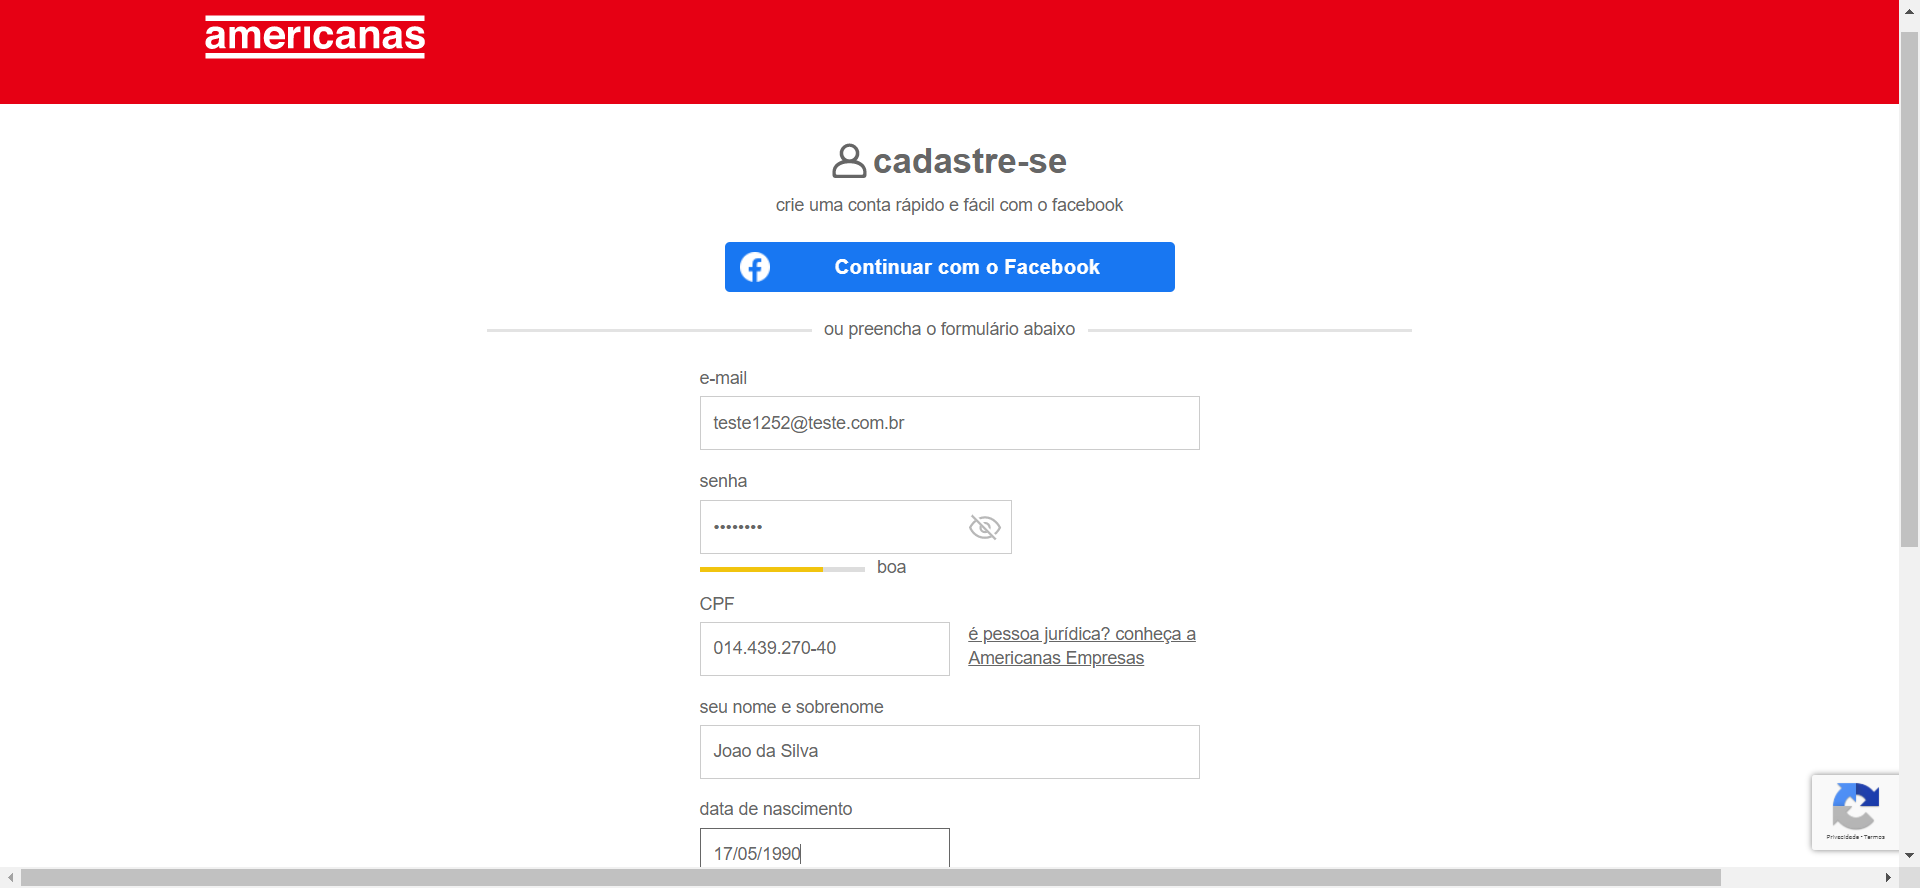 americanas
cadastre-se
crie uma conta rápido e fácil com o facebook
Continuar com o Facebook
ou preencha o formulário abaixo
e-mail
teste1252@teste.com.br
senha
••••••••
boa
CPF
014.439.270-40
é pessoa jurídica? conheça a
Americanas Empresas
seu nome e sobrenome
Joao da Silva
data de nascimento
17/05/1990
Privacidade - Termos